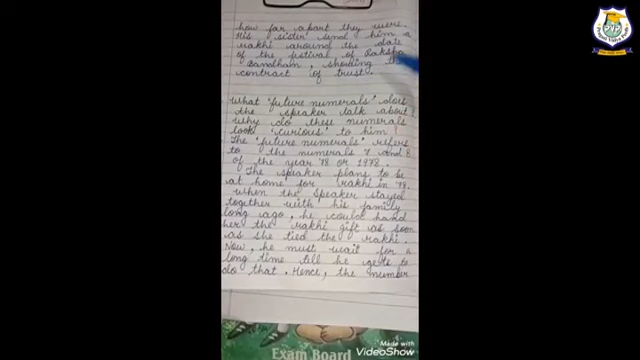 how far apart they were.
His sister send him a
rakhi around the date
of the festival of Raksha
Bandhan, showing the
contract of trust.
What 'future numerals' does
the speaker talk about?
why do these numerals
look 'curious' to him?
The 'future numerals' refers
to the numerals 7 and 8
of the year '78 or 1978.
The speaker plans to be
at home for rakhi in '78.
When the speaker stayed
together with his family
long ago, he could hand
her the rakhi gift as soon
as she tied the rakhi.
Now, he must wait for a
long time till he gets to
do that. Hence, the number
Exam Board
Made with
VideoShow